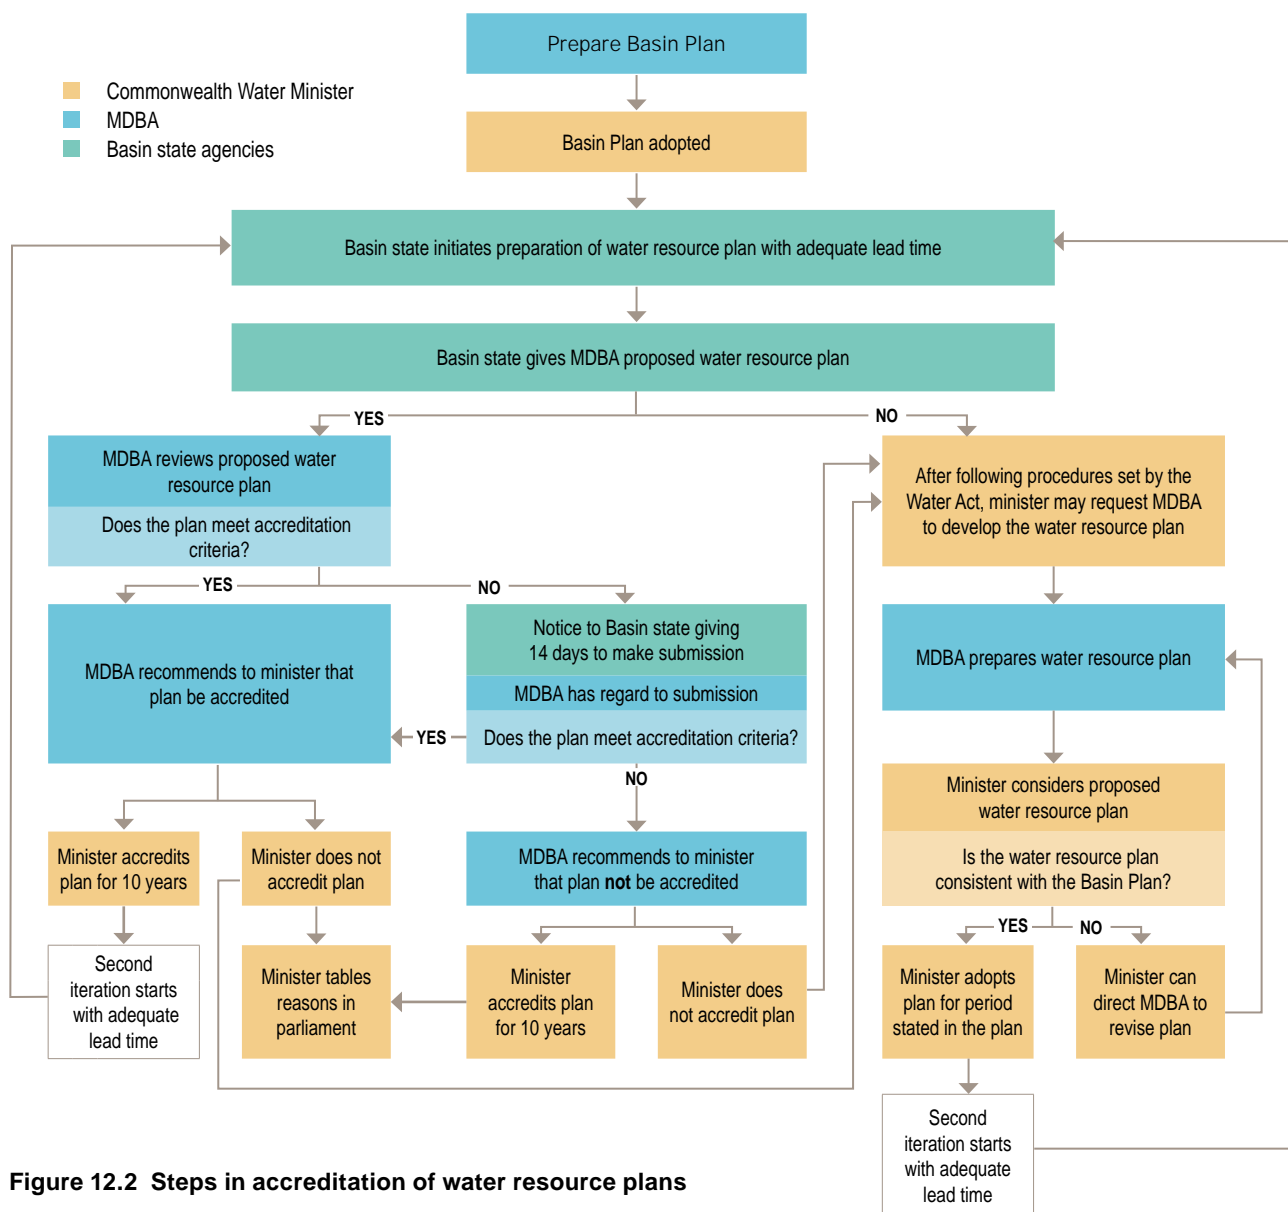 Prepare Basin Plan
Commonwealth Water Minister
MDBA
Basin state agencies
Basin Plan adopted
Basin state initiates preparation of water resource plan with adequate lead time
Basin state gives MDBA proposed water resource plan
YES
NO
MDBA reviews proposed water
resource plan
Does the plan meet accreditation
criteria?
After following procedures set by the
Water Act, minister may request MDBA
to develop the water resource plan
YES
NO
MDBA recommends to minister that
plan be accredited
Notice to Basin state giving
14 days to make submission
MDBA has regard to submission
Does the plan meet accreditation criteria?
MDBA prepares water resource plan
YES
NO
Minister considers proposed
water resource plan
Is the water resource plan
consistent with the Basin Plan?
Minister accredits
plan for 10 years
Minister does not
accredit plan
MDBA recommends to minister
that plan not be accredited
YES
NO
Second
iteration starts
with adequate
lead time
Minister tables
reasons in
parliament
Minister
accredits plan
for 10 years
Minister does
not accredit plan
Minister adopts
plan for period
stated in the plan
Minister can
direct MDBA to
revise plan
Second
iteration starts
with adequate
lead time
Figure 12.2 Steps in accreditation of water resource plans